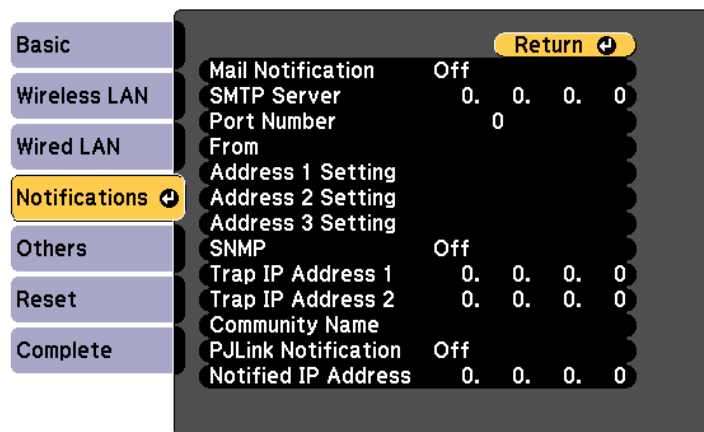 Basic
Wireless LAN
Wired LAN
Notifications
Others
Reset
Complete
Return
Mail Notification Off
SMTP Server 0. 0. 0. 0
Port Number 0
From
Address 1 Setting
Address 2 Setting
Address 3 Setting
SNMP Off
Trap IP Address 1 0. 0. 0. 0
Trap IP Address 2 0. 0. 0. 0
Community Name
PJLink Notification Off
Notified IP Address 0. 0. 0. 0